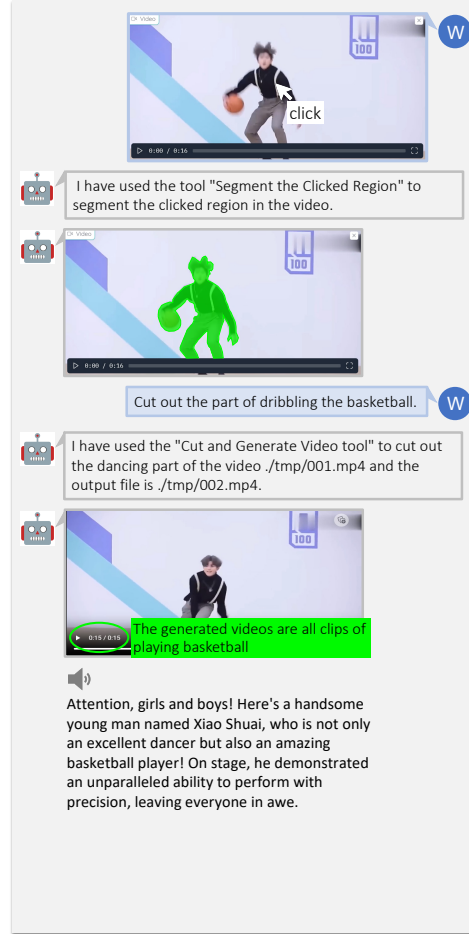 Video
100
W
click
0:00 / 0:16
I have used the tool "Segment the Clicked Region" to
segment the clicked region in the video.
Video
100
0:00 / 0:16
Cut out the part of dribbling the basketball.
W
I have used the "Cut and Generate Video tool" to cut out
the dancing part of the video ./tmp/001.mp4 and the
output file is ./tmp/002.mp4.
100
0:15 / 0:15
The generated videos are all clips of
playing basketball
Attention, girls and boys! Here's a handsome
young man named Xiao Shuai, who is not only
an excellent dancer but also an amazing
basketball player! On stage, he demonstrated
an unparalleled ability to perform with
precision, leaving everyone in awe.